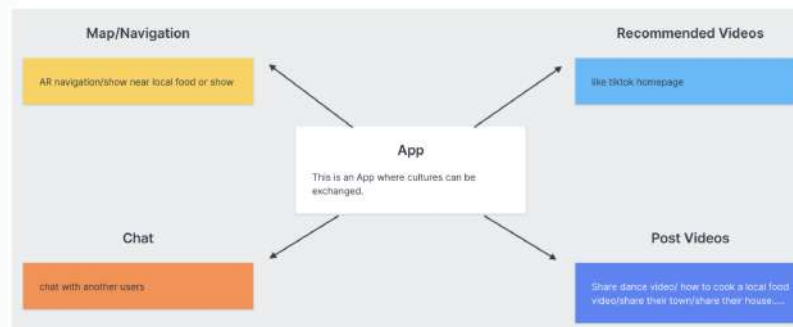 Map/Navigation
AR navigation/show near local food or show
Recommended Videos
like tiktok homepage
App
This is an App where cultures can be
exchanged.
Chat
chat with another users
Post Videos
Share dance video/ how to cook a local food
video/share their town/share their house.....